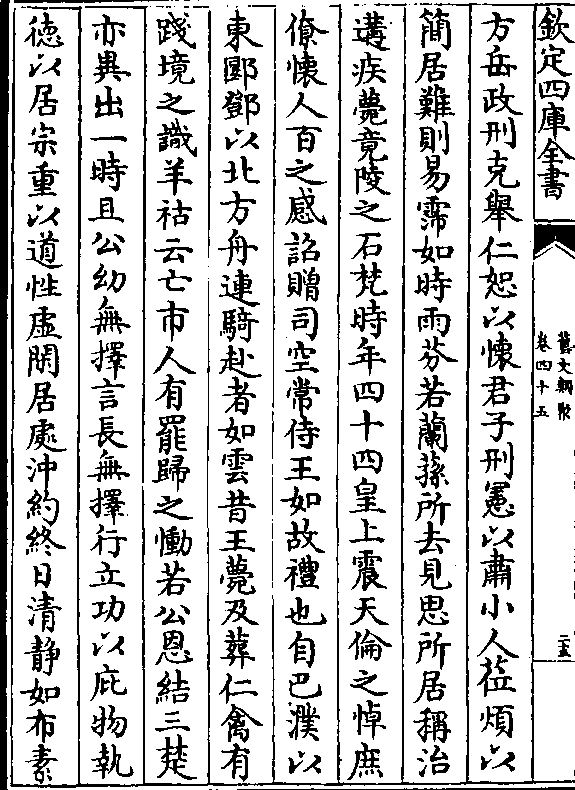 欽定四庫全書
舊文類聚
卷四十五
二五
方岳政刑克舉仁恕以懷君子刑憲以肅小人莅煩以
簡居難則易霈如時雨芬若蘭蓀所去見思所居稱治
遘疾薨竟陵之石梵時年四十四皇上震天倫之悼庶
僚懷人百之感詔贈司空常侍王如故禮也自巴濮以
東郾鄧以北方舟連騎赴者如雲昔王薨及葬仁禽有
踐境之識羊祜云亡市人有罷歸之慟若公恩結三楚
亦異出一時且公幼無擇言長無擇行立功以庇物執
德以居宗重以道性虛閑居處沖約終日清靜如布素